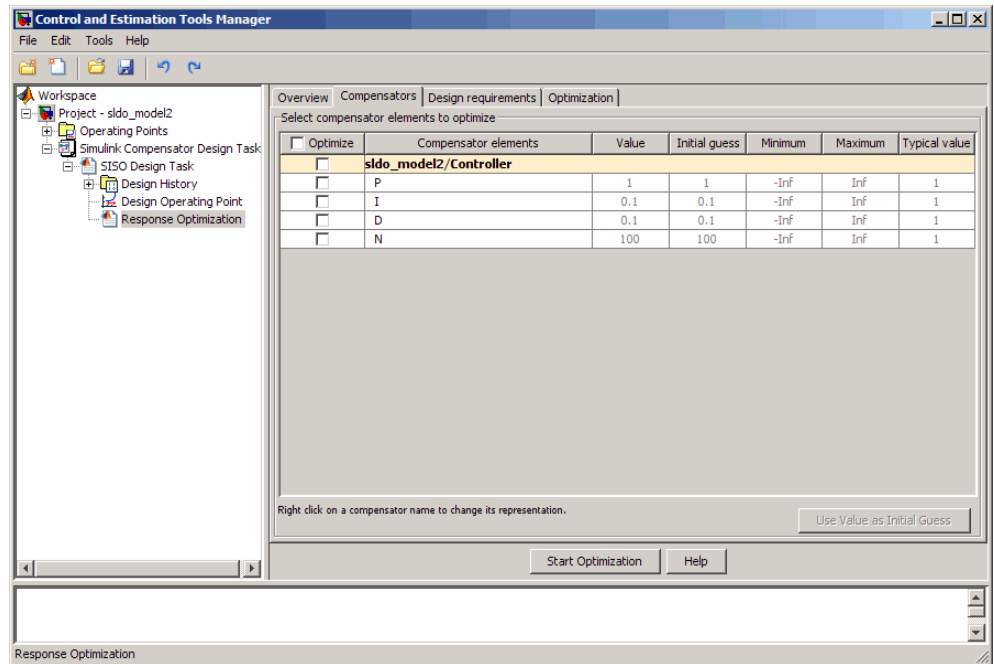 Control and Estimation Tools Manager
File Edit Tools Help
Workspace
Project - sldo_model2
Operating Points
Simulink Compensator Design Task
SISO Design Task
Design History
Design Operating Point
Response Optimization
Overview Compensators Design requirements Optimization
Select compensator elements to optimize
Optimize Compensator elements Value Initial guess Minimum Maximum Typical value
sldo_model2/Controller
P 1 1 -Inf Inf 1
I 0.1 0.1 -Inf Inf 1
D 0.1 0.1 -Inf Inf 1
N 100 100 -Inf Inf 1
Right click on a compensator name to change its representation.
Use Value as Initial Guess
Start Optimization Help
Response Optimization